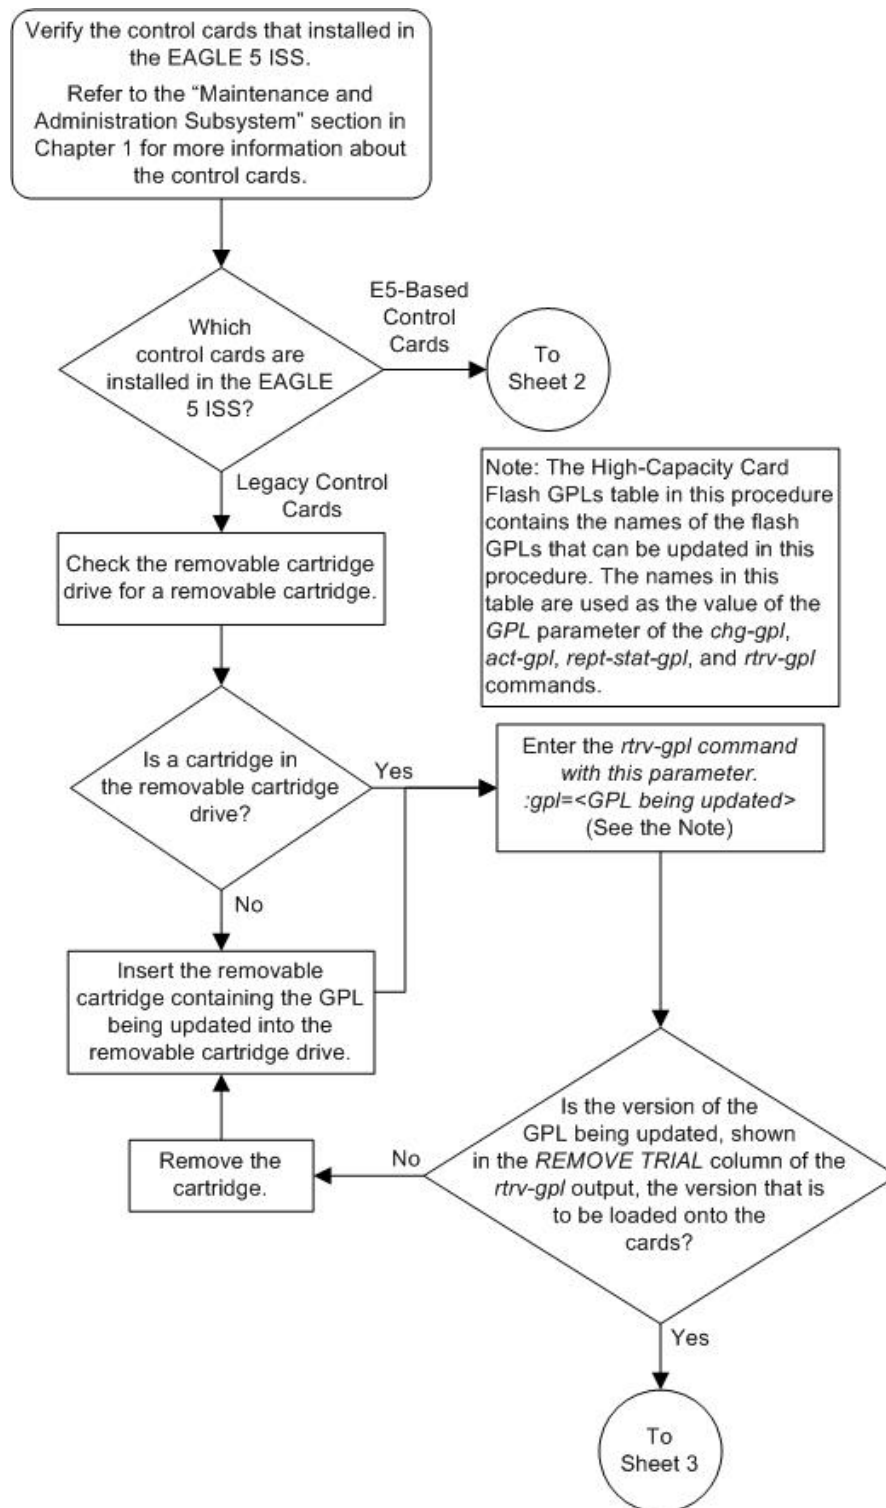 Verify the control cards that installed in
the EAGLE 5 ISS.
Refer to the “Maintenance and
Administration Subsystem” section in
Chapter 1 for more information about
the control cards.
Which
control cards are
installed in the EAGLE
5 ISS?
E5-Based
Control
Cards
To
Sheet 2
Legacy Control
Cards
Note: The High-Capacity Card
Flash GPLs table in this procedure
contains the names of the flash
GPLs that can be updated in this
procedure. The names in this
table are used as the value of the
GPL parameter of the chg-gpl,
act-gpl, rept-stat-gpl, and rtrv-gpl
commands.
Check the removable cartridge
drive for a removable cartridge.
Is a cartridge in
the removable cartridge
drive?
Yes
No
Enter the rtrv-gpl command
with this parameter.
:gpl=<GPL being updated>
(See the Note)
Insert the removable
cartridge containing the GPL
being updated into the
removable cartridge drive.
Is the version of the
GPL being updated, shown
in the REMOVE TRIAL column of the
rtrv-gpl output, the version that is
to be loaded onto the
cards?
No
Remove the
cartridge.
Yes
To
Sheet 3